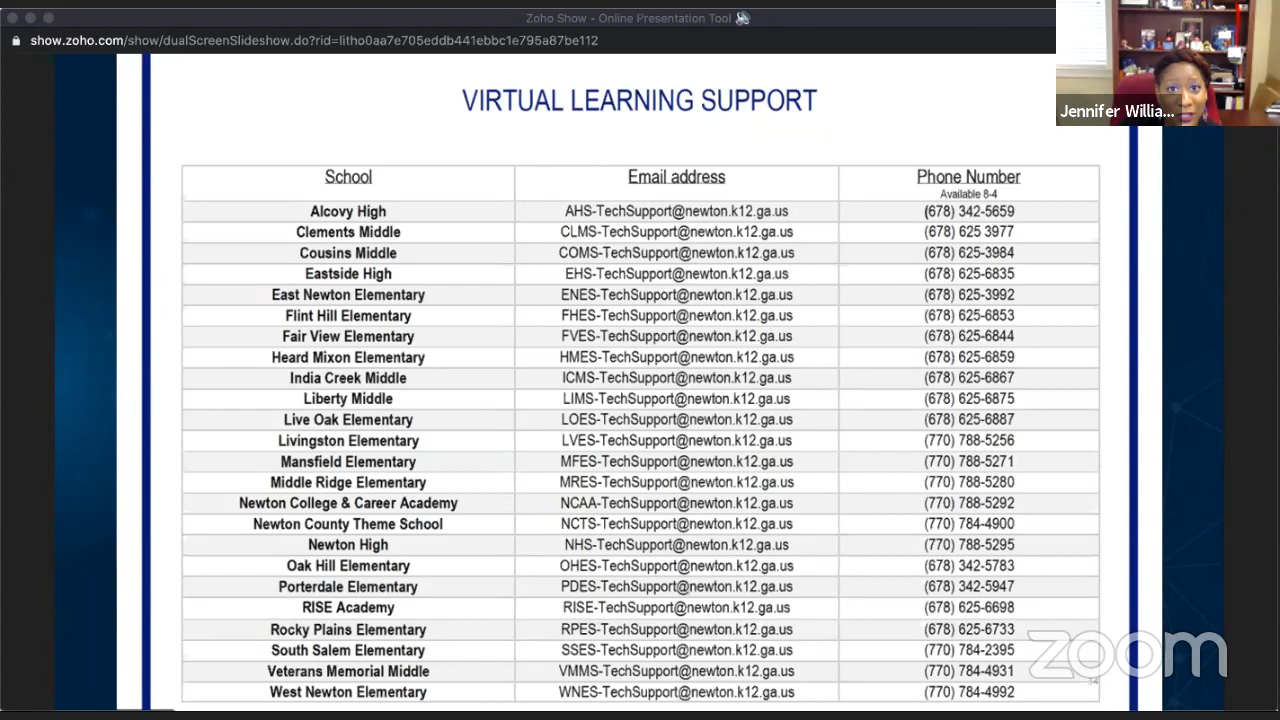 Zoho Show - Online Presentation Tool
show.zoho.com/show/dualScreenSlideshow.do?rid=litho0aa7e705eddb441ebbc1e795a87be112
Jennifer Willia...
VIRTUAL LEARNING SUPPORT
School Email address Phone Number
Available 8-4
Alcovy High AHS-TechSupport@newton.k12.ga.us (678) 342-5659
Clements Middle CLMS-TechSupport@newton.k12.ga.us (678) 625 3977
Cousins Middle COMS-TechSupport@newton.k12.ga.us (678) 625-3984
Eastside High EHS-TechSupport@newton.k12.ga.us (678) 625-6835
East Newton Elementary ENES-TechSupport@newton.k12.ga.us (678) 625-3992
Flint Hill Elementary FHES-TechSupport@newton.k12.ga.us (678) 625-6853
Fair View Elementary FVES-TechSupport@newton.k12.ga.us (678) 625-6844
Heard Mixon Elementary HMES-TechSupport@newton.k12.ga.us (678) 625-6859
India Creek Middle ICMS-TechSupport@newton.k12.ga.us (678) 625-6867
Liberty Middle LIMS-TechSupport@newton.k12.ga.us (678) 625-6875
Live Oak Elementary LOES-TechSupport@newton.k12.ga.us (678) 625-6887
Livingston Elementary LVES-TechSupport@newton.k12.ga.us (770) 788-5256
Mansfield Elementary MFES-TechSupport@newton.k12.ga.us (770) 788-5271
Middle Ridge Elementary MRES-TechSupport@newton.k12.ga.us (770) 788-5280
Newton College & Career Academy NCAA-TechSupport@newton.k12.ga.us (770) 788-5292
Newton County Theme School NCTS-TechSupport@newton.k12.ga.us (770) 784-4900
Newton High NHS-TechSupport@newton.k12.ga.us (770) 788-5295
Oak Hill Elementary OHES-TechSupport@newton.k12.ga.us (678) 342-5783
Porterdale Elementary PDES-TechSupport@newton.k12.ga.us (678) 342-5947
RISE Academy RISE-TechSupport@newton.k12.ga.us (678) 625-6698
Rocky Plains Elementary RPES-TechSupport@newton.k12.ga.us (678) 625-6733
South Salem Elementary SSES-TechSupport@newton.k12.ga.us (770) 784-2395
Veterans Memorial Middle VMMS-TechSupport@newton.k12.ga.us (770) 784-4931
West Newton Elementary WNES-TechSupport@newton.k12.ga.us (770) 784-4992
zoom